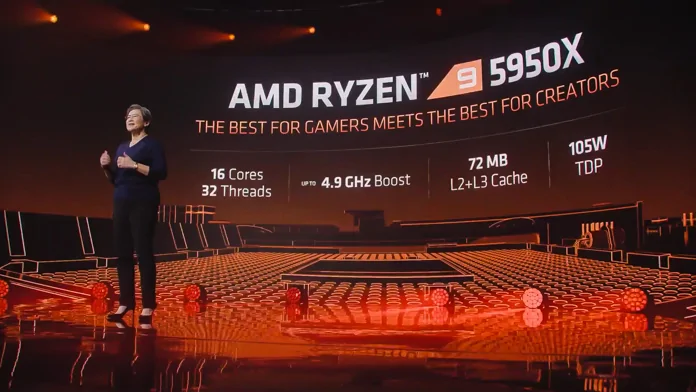 AMD RYZEN™ 9 5950X
THE BEST FOR GAMERS MEETS THE BEST FOR CREATORS
16 Cores
32 Threads
UP TO 4.9 GHz Boost
72 MB
L2+L3 Cache
105W
TDP